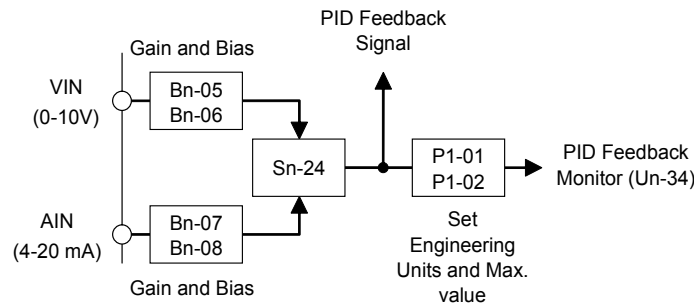 PID Feedback
Signal
Gain and Bias
VIN
(0-10V)
Bn-05
Bn-06
Sn-24
P1-01
P1-02
PID Feedback
Monitor (Un-34)
AIN
(4-20 mA)
Bn-07
Bn-08
Gain and Bias
Set
Engineering
Units and Max.
value